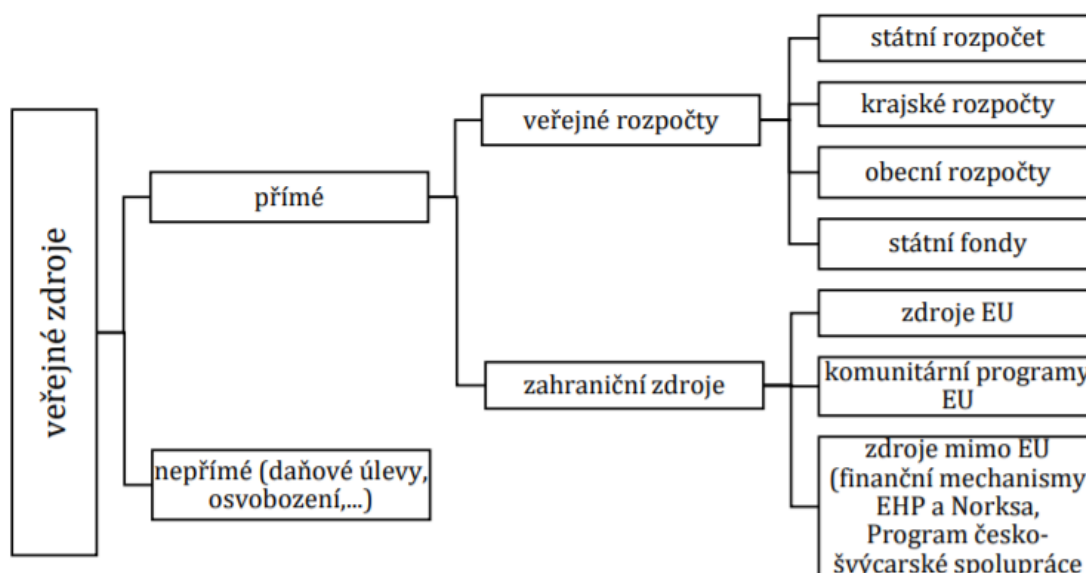 veřejné zdroje
přímé
nepřímé (daňové úlevy,
osvobození,...)
veřejné rozpočty
zahraniční zdroje
státní rozpočet
krajské rozpočty
obecní rozpočty
státní fondy
zdroje EU
komunitární programy
EU
zdroje mimo EU
(finanční mechanismy
EHP a Norksa,
Program česko-
švýcarské spolupráce